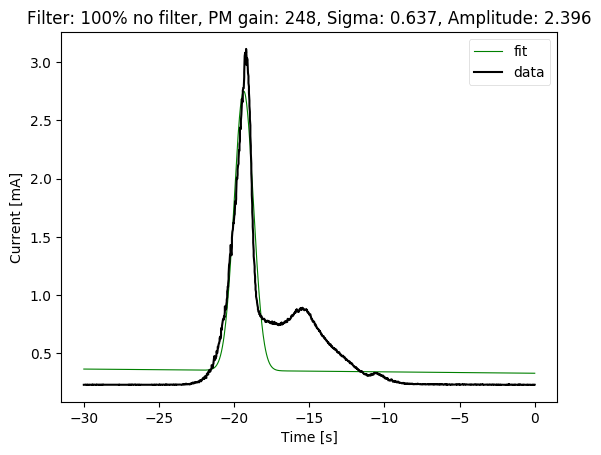 Filter: 100% no filter, PM gain: 248, Sigma: 0.637, Amplitude: 2.396
fit
data
3.0
2.5
2.0
1.5
1.0
0.5
Current [mA]
−30
−25
−20
−15
−10
−5
0
Time [s]